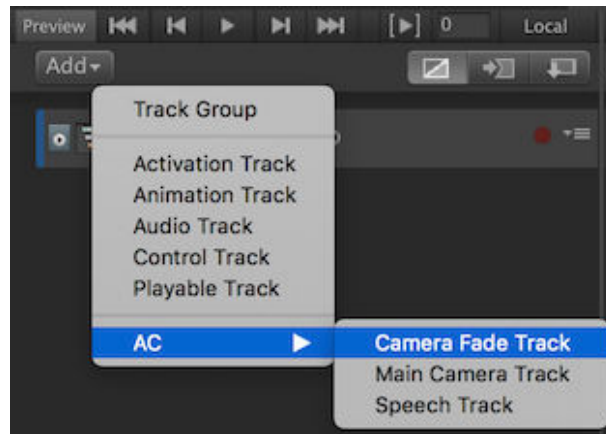 Preview 0 Local
Add
Track Group
Activation Track
Animation Track
Audio Track
Control Track
Playable Track
AC
Camera Fade Track
Main Camera Track
Speech Track